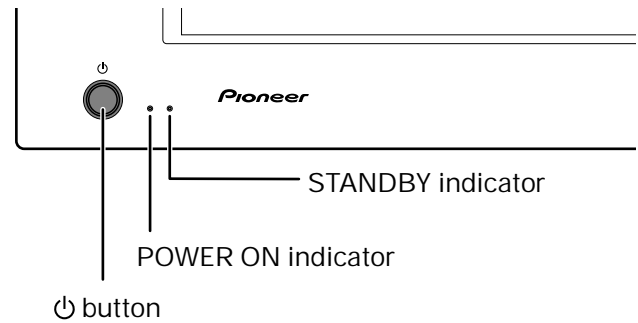 ⏻
Pioneer
STANDBY indicator
POWER ON indicator
⏻ button